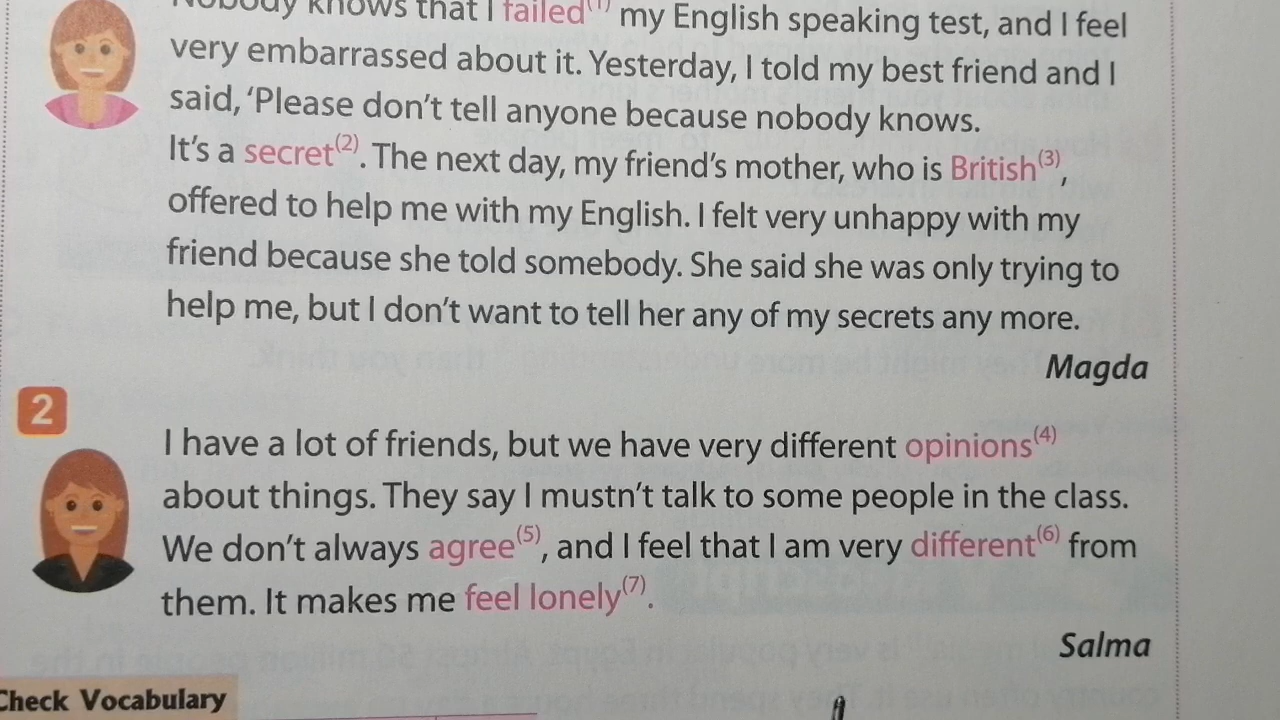 Nobody knows that I failed(1) my English speaking test, and I feel
very embarrassed about it. Yesterday, I told my best friend and I
said, ‘Please don’t tell anyone because nobody knows.
It’s a secret(2). The next day, my friend’s mother, who is British(3),
offered to help me with my English. I felt very unhappy with my
friend because she told somebody. She said she was only trying to
help me, but I don’t want to tell her any of my secrets any more.
Magda
2
I have a lot of friends, but we have very different opinions(4)
about things. They say I mustn’t talk to some people in the class.
We don’t always agree(5), and I feel that I am very different(6) from
them. It makes me feel lonely(7).
Salma
Check Vocabulary